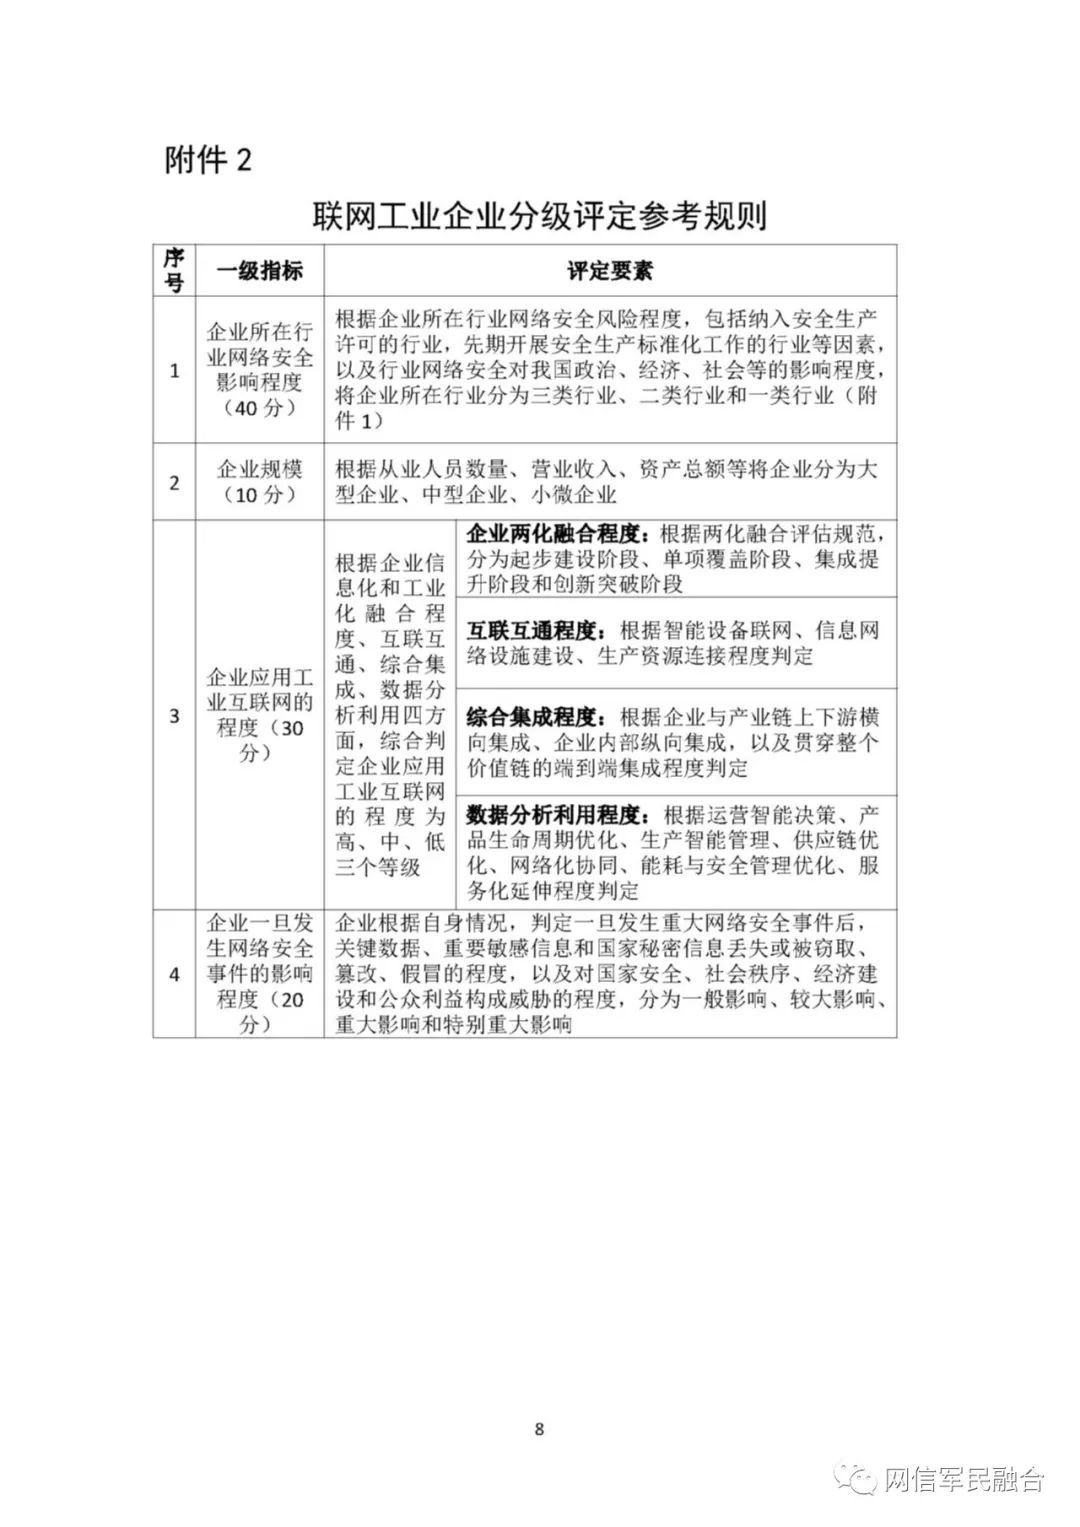 附件 2
联网工业企业分级评定参考规则
序
号
一级指标
评定要素
1
企业所在行
业网络安全
影响程度
（40 分）
根据企业所在行业网络安全风险程度，包括纳入安全生产
许可的行业，先期开展安全生产标准化工作的行业等因素，
以及行业网络安全对我国政治、经济、社会等的影响程度，
将企业所在行业分为三类行业、二类行业和一类行业（附
件 1）
2
企业规模
（10 分）
根据从业人员数量、营业收入、资产总额等将企业分为大
型企业、中型企业、小微企业
3
企业应用工
业互联网的
程度（30
分）
根据企业信
息化和工业
化融合程
度、互联互
通、综合集
成、数据分
析利用四方
面，综合判
定企业应用
工业互联网
的程度为
高、中、低
三个等级
企业两化融合程度：根据两化融合评估规范，
分为起步建设阶段、单项覆盖阶段、集成提
升阶段和创新突破阶段
互联互通程度：根据智能设备联网、信息网
络设施建设、生产资源连接程度判定
综合集成程度：根据企业与产业链上下游横
向集成、企业内部纵向集成，以及贯穿整个
价值链的端到端集成程度判定
数据分析利用程度：根据运营智能决策、产
品生命周期优化、生产智能管理、供应链优
化、网络化协同、能耗与安全管理优化、服
务化延伸程度判定
4
企业一旦发
生网络安全
事件的影响
程度（20
分）
企业根据自身情况，判定一旦发生重大网络安全事件后，
关键数据、重要敏感信息和国家秘密信息丢失或被窃取、
篡改、假冒的程度，以及对国家安全、社会秩序、经济建
设和公众利益构成威胁的程度，分为一般影响、较大影响、
重大影响和特别重大影响
8
网信军民融合